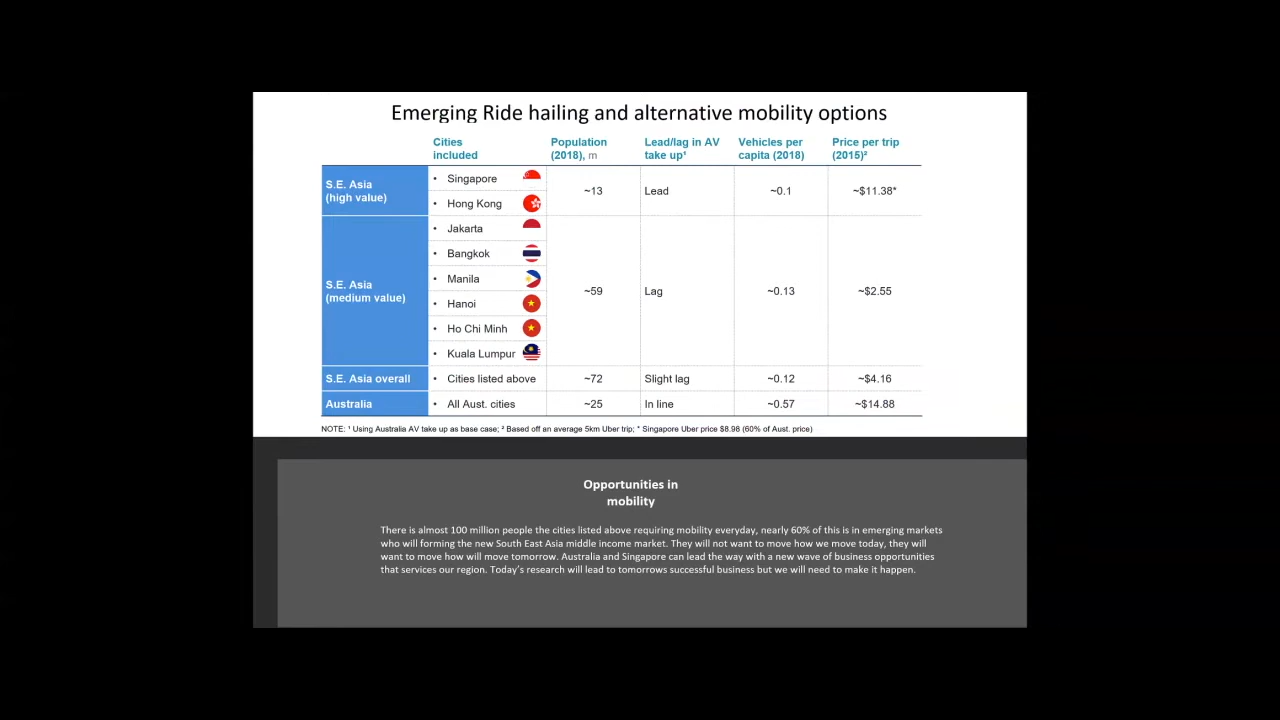 Emerging Ride hailing and alternative mobility options
Cities included
Population (2018), m
Lead/lag in AV take up¹
Vehicles per capita (2018)
Price per trip (2015)²
S.E. Asia (high value)
• Singapore
• Hong Kong
~13
Lead
~0.1
~$11.38*
S.E. Asia (medium value)
• Jakarta
• Bangkok
• Manila
• Hanoi
• Ho Chi Minh
• Kuala Lumpur
~59
Lag
~0.13
~$2.55
S.E. Asia overall
• Cities listed above
~72
Slight lag
~0.12
~$4.16
Australia
• All Aust. cities
~25
In line
~0.57
~$14.88
NOTE: ¹ Using Australia AV take up as base case; ² Based off an average 5km Uber trip; * Singapore Uber price $8.98 (60% of Aust. price)
Opportunities in
mobility
There is almost 100 million people the cities listed above requiring mobility everyday, nearly 60% of this is in emerging markets
who will forming the new South East Asia middle income market. They will not want to move how we move today, they will
want to move how will move tomorrow. Australia and Singapore can lead the way with a new wave of business opportunities
that services our region. Today's research will lead to tomorrows successful business but we will need to make it happen.